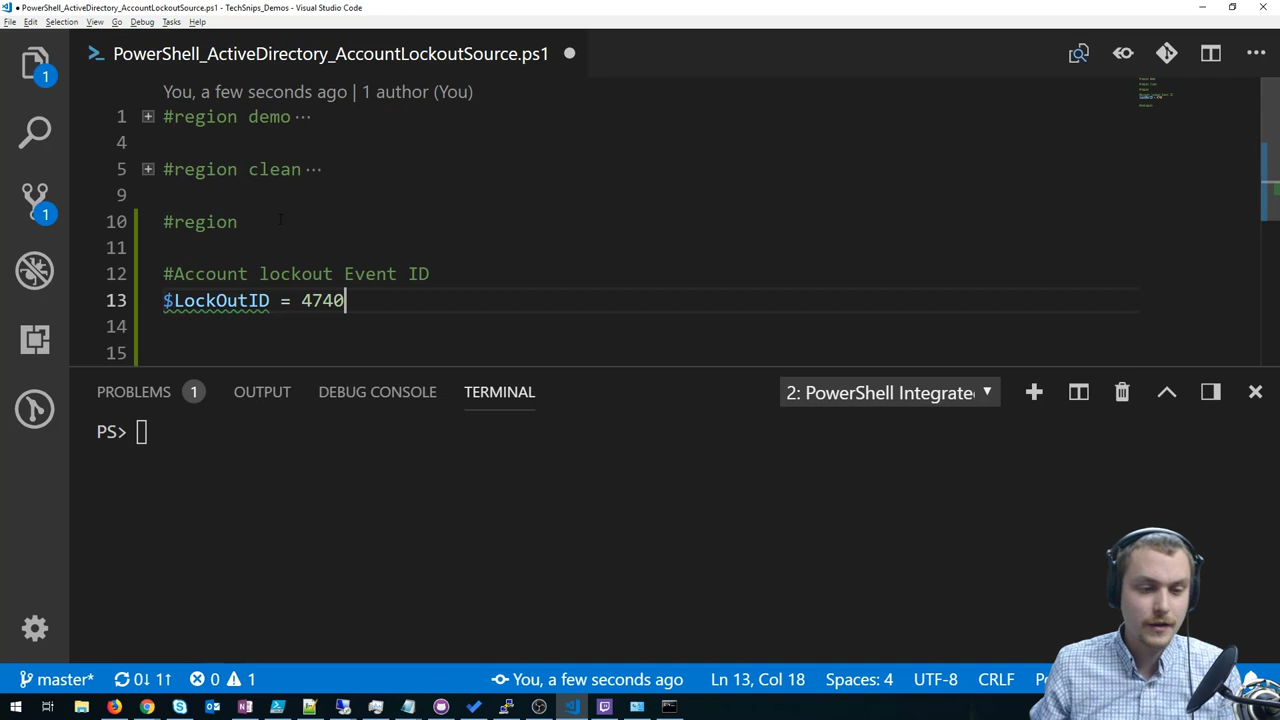 PowerShell_ActiveDirectory_AccountLockoutSource.ps1 - TechSnips_Demos - Visual Studio Code
File Edit Selection View Go Debug Tasks Help
PowerShell_ActiveDirectory_AccountLockoutSource.ps1
You, a few seconds ago | 1 author (You)
1 #region demo
4
5 #region clean
9
10 #region
11
12 #Account lockout Event ID
13 $LockOutID = 4740
14
15
1
1
PROBLEMS 1 OUTPUT DEBUG CONSOLE TERMINAL 2: PowerShell Integrate
PS>
master* 0↓ 1↑ 0 1 You, a few seconds ago Ln 13, Col 18 Spaces: 4 UTF-8 CRLF